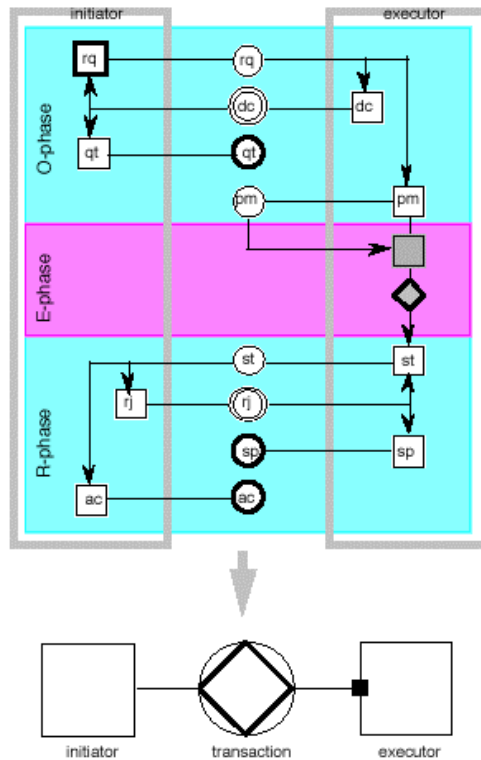 initiator executor
rq rq
dc dc
O-phase
qt qt
pm pm
E-phase
st st
rj rj
R-phase
sp sp
ac ac
initiator transaction executor